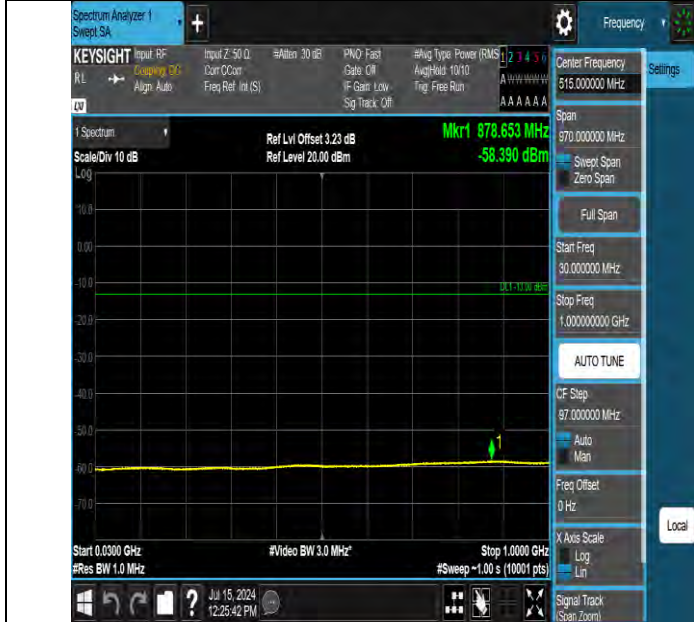 Spectrum Analyzer 1
Swept SA
+
Frequency
KEYSIGHT
RL
LXI
Input: RF
Coupling: DC
Align: Auto
Input Z: 50 Ω
Corr CCorr
Freq Ref: Int (S)
#Atten: 30 dB
PNO: Fast
Gate: Off
IF Gain: Low
Sig Track: Off
#Avg Type: Power (RMS
Avg|Hold: 10/10
Trig: Free Run
1 2 3 4 5 6
A W W W W W
A A A A A A
1 Spectrum
Scale/Div 10 dB
Ref Lvl Offset 3.23 dB
Ref Level 20.00 dBm
Mkr1 878.653 MHz
-58.390 dBm
Log
10.0
0.00
-10.0
DL1 -13.00 dBm
-20.0
-30.0
-40.0
-50.0
1
-60.0
-70.0
Start 0.0300 GHz
#Res BW 1.0 MHz
#Video BW 3.0 MHz*
Stop 1.0000 GHz
#Sweep ~1.00 s (10001 pts)
Jul 15, 2024
12:25:42 PM
Center Frequency
515.000000 MHz
Settings
Span
970.000000 MHz
Swept Span
Zero Span
Full Span
Start Freq
30.000000 MHz
Stop Freq
1.000000000 GHz
AUTO TUNE
CF Step
97.000000 MHz
Auto
Man
Freq Offset
0 Hz
X Axis Scale
Log
Lin
Local
Signal Track
(Span Zoom)